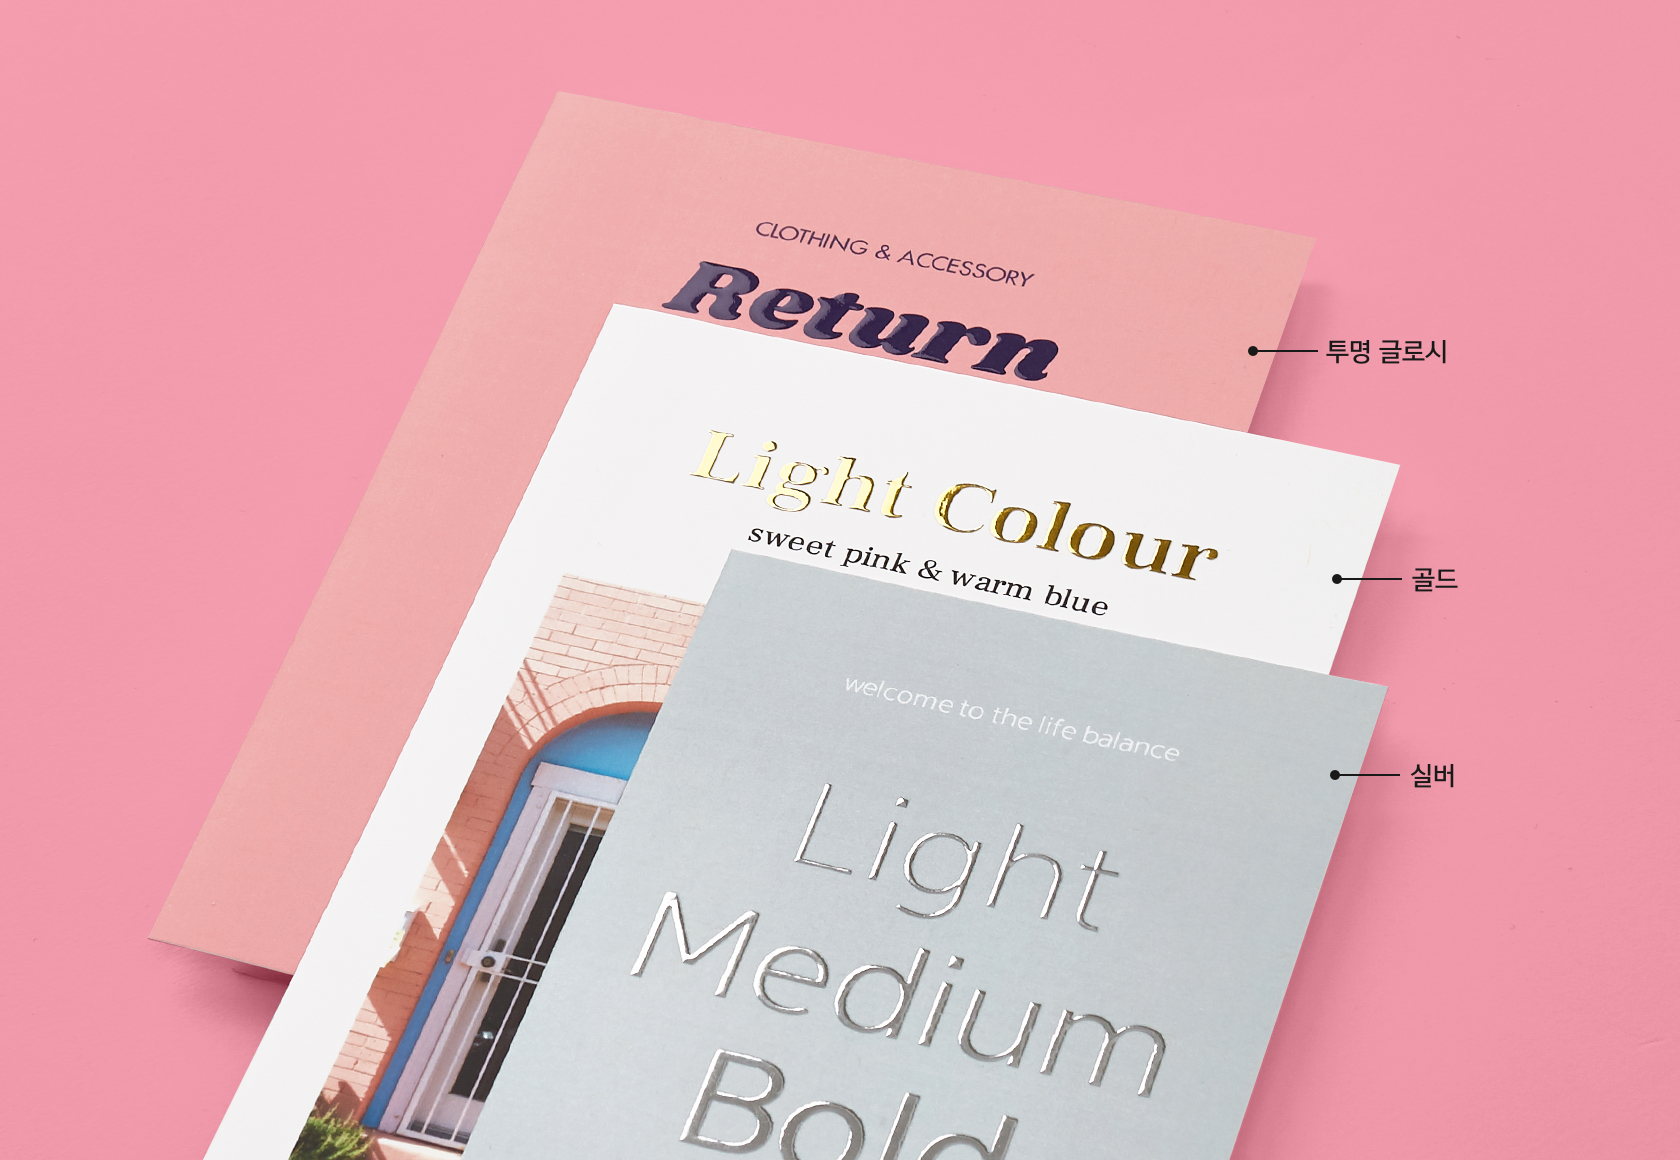 CLOTHING & ACCESSORY
Return
투명 글로시
Light Colour
sweet pink & warm blue
골드
welcome to the life balance
실버
Light
Medium
Bold